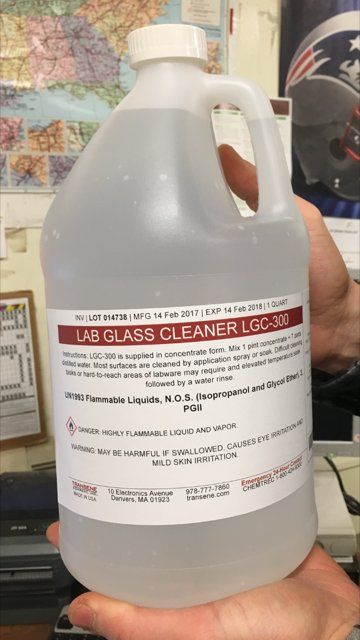 INV | LOT 014738 | MFG 14 Feb 2017 | EXP 14 Feb 2018 | 1 QUART
LAB GLASS CLEANER LGC-300
Instructions: LGC-300 is supplied in concentrate form. Mix 1 pint concentrate + 7 pints
distilled water. Most surfaces are cleaned by application spray or soak. Difficult cleaning
tasks or hard-to-reach areas of labware may require and elevated temperature soak
followed by a water rinse.
UN1993 Flammable Liquids, N.O.S. (Isopropanol and Glycol Ether), 3,
PGII
DANGER: HIGHLY FLAMMABLE LIQUID AND VAPOR.
WARNING: MAY BE HARMFUL IF SWALLOWED. CAUSES EYE IRRITATION AND
MILD SKIN IRRITATION.
TRANSENE
MADE IN USA
10 Electronics Avenue
Danvers, MA 01923
978-777-7860
transene.com
Emergency 24-Hour Contact
CHEMTREC 1-800-424-9300